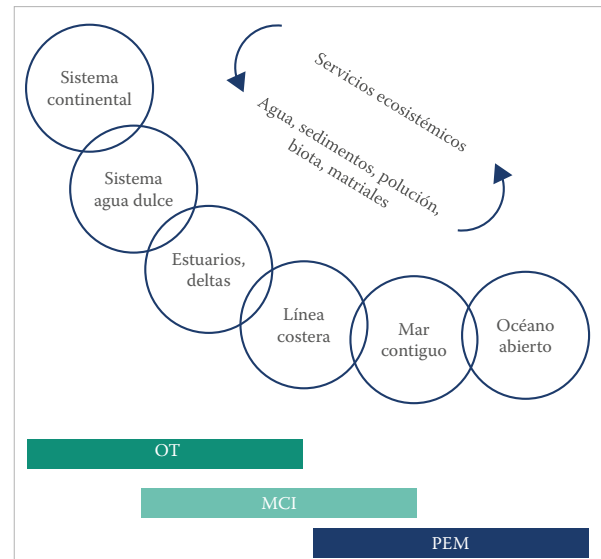 Sistema
continental
Servicios ecosistémicos
Agua, sedimentos, polución,
biota, matriales
Sistema
agua dulce
Estuarios,
deltas
Línea
costera
Mar
contiguo
Océano
abierto
OT
MCI
PEM